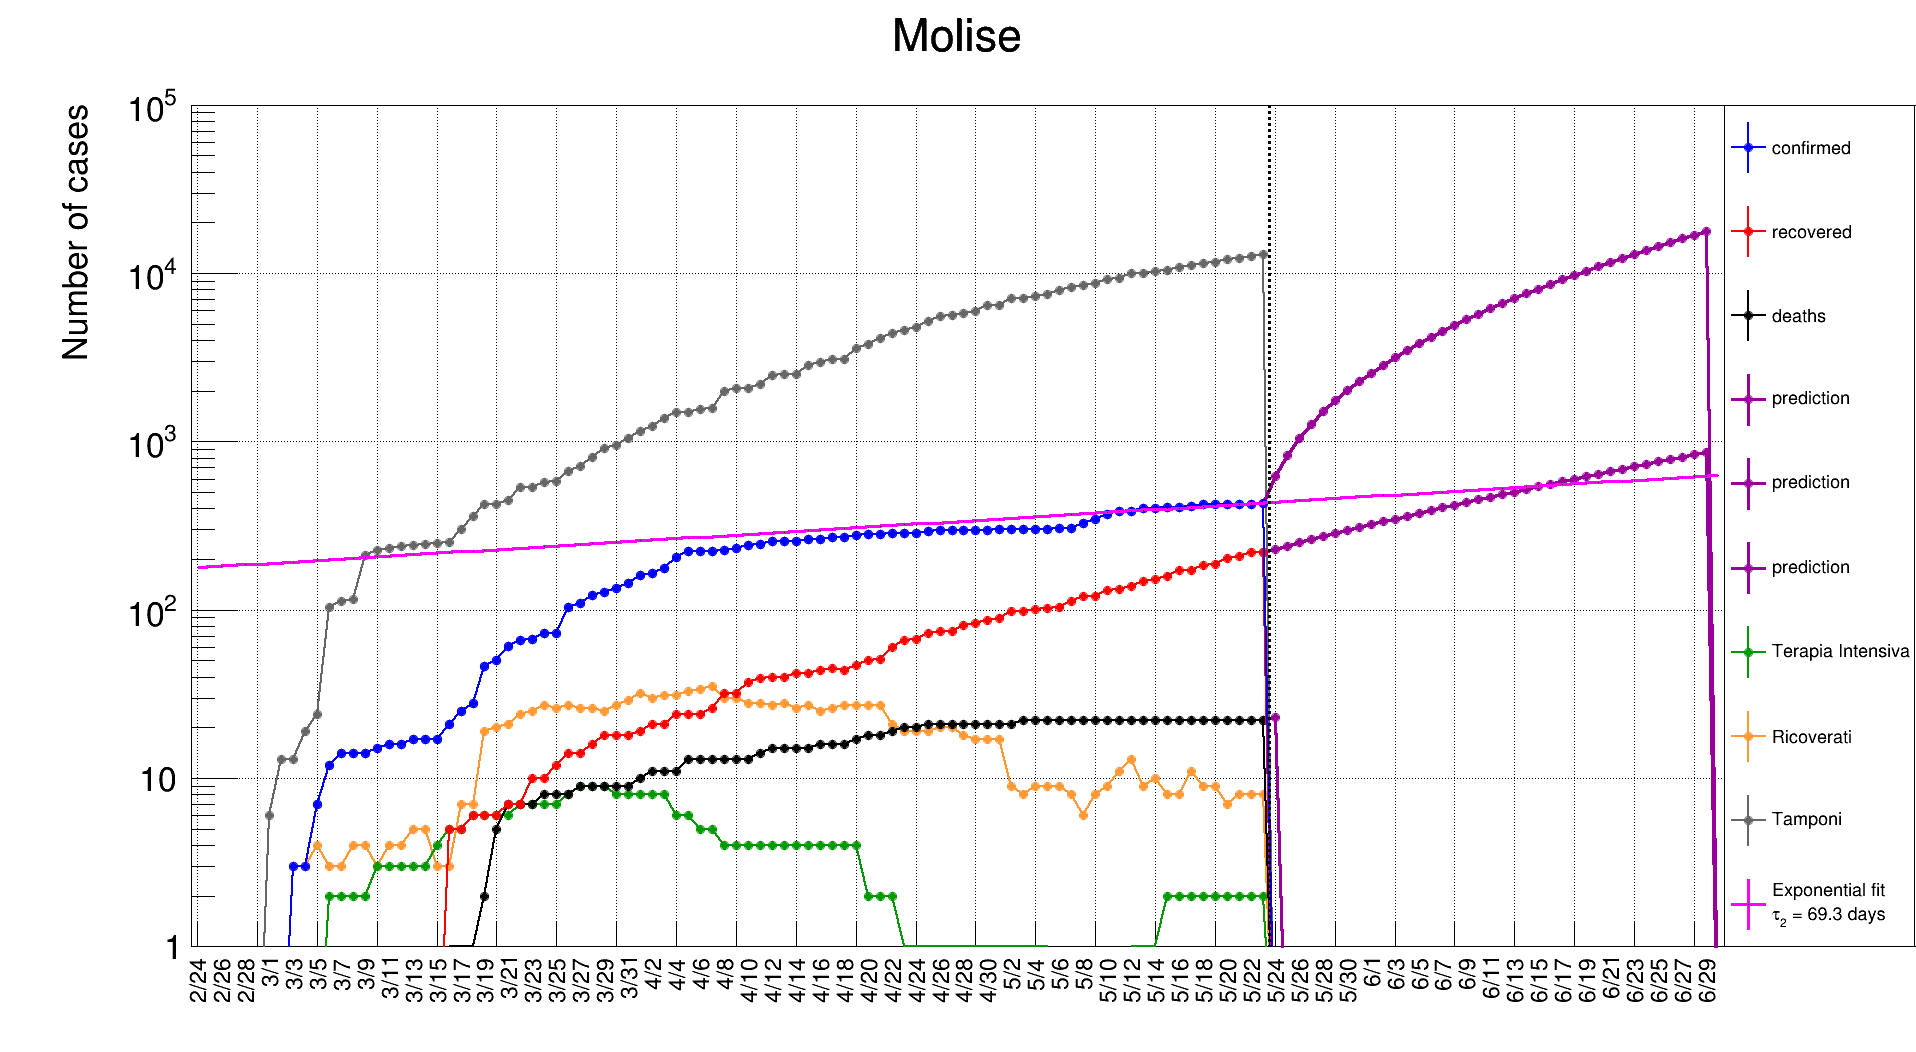 Molise
Number of cases
10^5
10^4
10^3
10^2
10
1
2/24 2/26 2/28 3/1 3/3 3/5 3/7 3/9 3/11 3/13 3/15 3/17 3/19 3/21 3/23 3/25 3/27 3/29 3/31 4/2 4/4 4/6 4/8 4/10 4/12 4/14 4/16 4/18 4/20 4/22 4/24 4/26 4/28 4/30 5/2 5/4 5/6 5/8 5/10 5/12 5/14 5/16 5/18 5/20 5/22 5/24 5/26 5/28 5/30 6/1 6/3 6/5 6/7 6/9 6/11 6/13 6/15 6/17 6/19 6/21 6/23 6/25 6/27 6/29
confirmed
recovered
deaths
prediction
prediction
prediction
Terapia Intensiva
Ricoverati
Tamponi
Exponential fit
τ₂ = 69.3 days